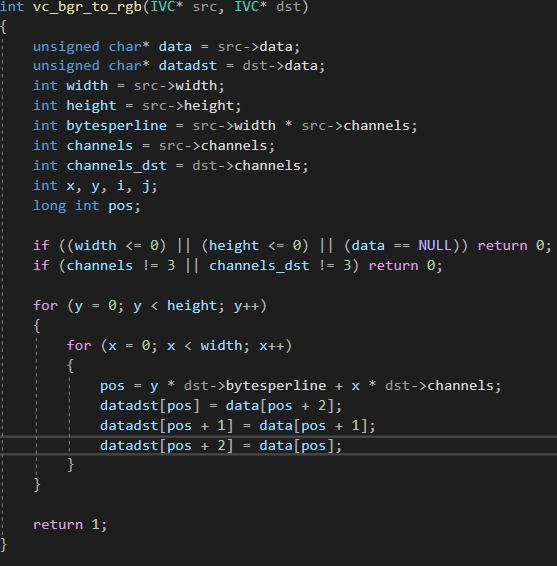 int vc_bgr_to_rgb(IVC* src, IVC* dst)
{
    unsigned char* data = src->data;
    unsigned char* datadst = dst->data;
    int width = src->width;
    int height = src->height;
    int bytesperline = src->width * src->channels;
    int channels = src->channels;
    int channels_dst = dst->channels;
    int x, y, i, j;
    long int pos;

    if ((width <= 0) || (height <= 0) || (data == NULL)) return 0;
    if (channels != 3 || channels_dst != 3) return 0;

    for (y = 0; y < height; y++)
    {
        for (x = 0; x < width; x++)
        {
            pos = y * dst->bytesperline + x * dst->channels;
            datadst[pos] = data[pos + 2];
            datadst[pos + 1] = data[pos + 1];
            datadst[pos + 2] = data[pos];
        }
    }

    return 1;
}